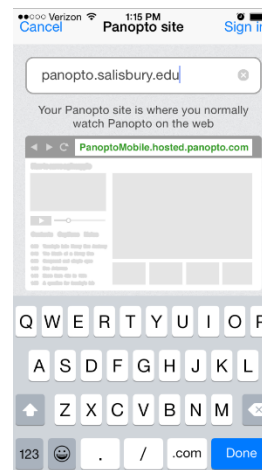 Verizon 1:15 PM
Cancel Panopto site Sign i
panopto.salisbury.edu
Your Panopto site is where you normally
watch Panopto on the web
PanoptoMobile.hosted.panopto.com
Q W E R T Y U I O P
A S D F G H J K L
Z X C V B N M
123 . / .com Done